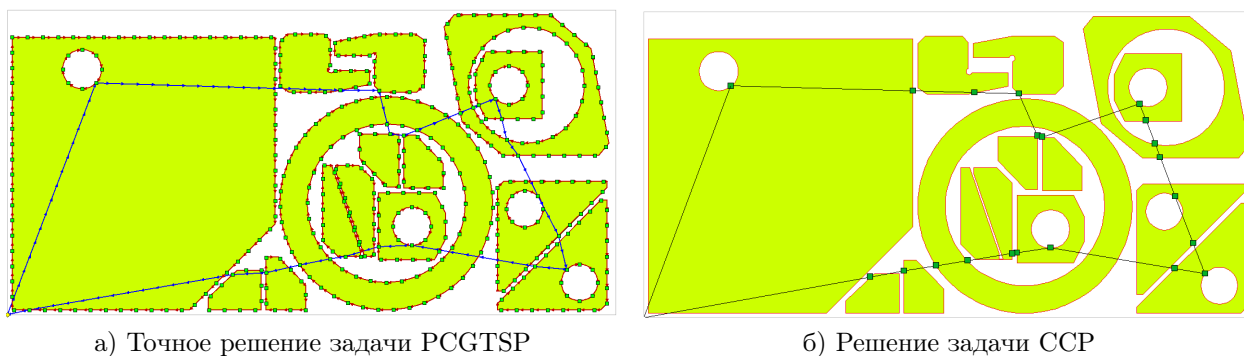 а) Точное решение задачи PCGTSP
б) Решение задачи CCP